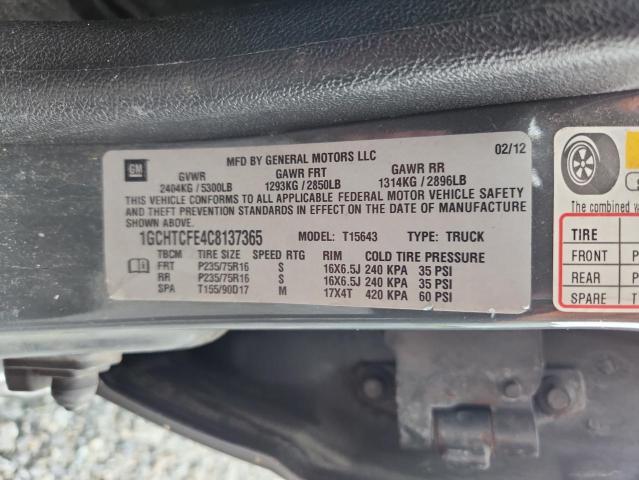 GM
MFD BY GENERAL MOTORS LLC 02/12
GVWR GAWR FRT GAWR RR
2404KG / 5300LB 1293KG / 2850LB 1314KG / 2896LB
THIS VEHICLE CONFORMS TO ALL APPLICABLE FEDERAL MOTOR VEHICLE SAFETY
AND THEFT PREVENTION STANDARDS IN EFFECT ON THE DATE OF MANUFACTURE
SHOWN ABOVE.
1GCHTCFE4C8137365 MODEL: T15643 TYPE: TRUCK
TBCM TIRE SIZE SPEED RTG RIM COLD TIRE PRESSURE
FRT P235/75R16 S 16X6.5J 240 KPA 35 PSI
RR P235/75R16 S 16X6.5J 240 KPA 35 PSI
SPA T155/90D17 M 17X4T 420 KPA 60 PSI
The combined
TIRE
FRONT P
REAR P
SPARE T